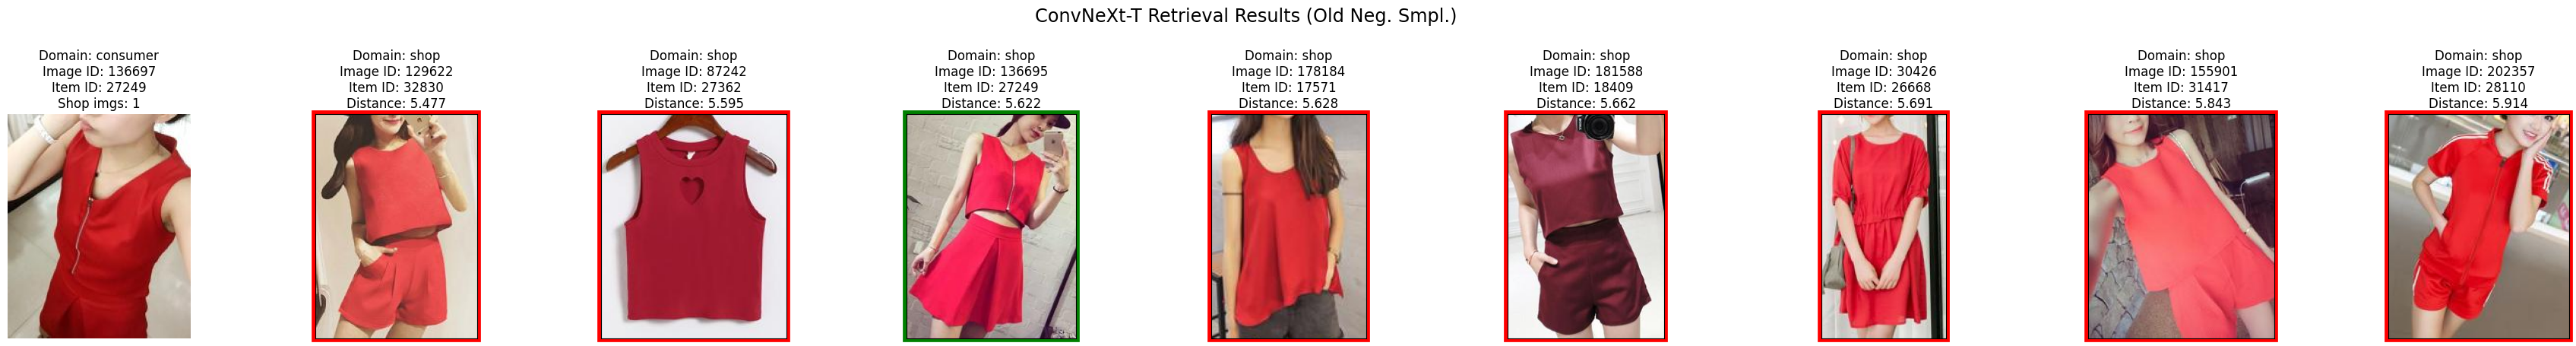 ConvNeXt-T Retrieval Results (Old Neg. Smpl.)
Domain: consumer
Image ID: 136697
Item ID: 27249
Shop imgs: 1
Domain: shop
Image ID: 129622
Item ID: 32830
Distance: 5.477
Domain: shop
Image ID: 87242
Item ID: 27362
Distance: 5.595
Domain: shop
Image ID: 136695
Item ID: 27249
Distance: 5.622
Domain: shop
Image ID: 178184
Item ID: 17571
Distance: 5.628
Domain: shop
Image ID: 181588
Item ID: 18409
Distance: 5.662
Domain: shop
Image ID: 30426
Item ID: 26668
Distance: 5.691
Domain: shop
Image ID: 155901
Item ID: 31417
Distance: 5.843
Domain: shop
Image ID: 202357
Item ID: 28110
Distance: 5.914